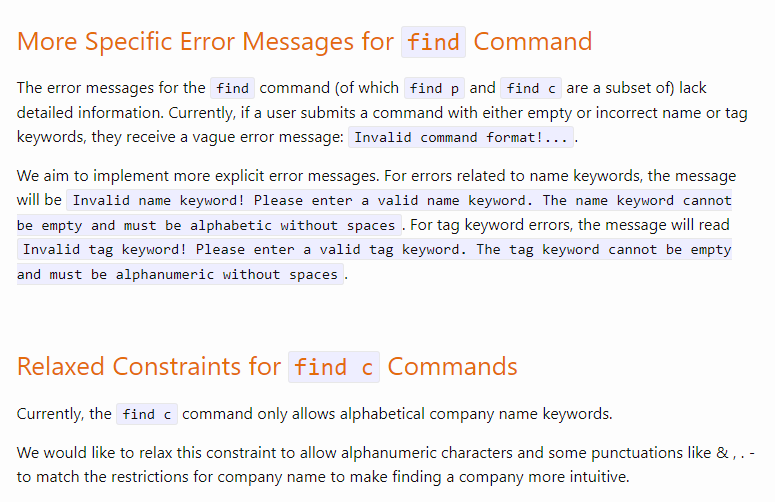 More Specific Error Messages for find Command
The error messages for the find command (of which find p and find c are a subset of) lack
detailed information. Currently, if a user submits a command with either empty or incorrect name or tag
keywords, they receive a vague error message: Invalid command format!... .
We aim to implement more explicit error messages. For errors related to name keywords, the message
will be Invalid name keyword! Please enter a valid name keyword. The name keyword cannot
be empty and must be alphabetic without spaces . For tag keyword errors, the message will read
Invalid tag keyword! Please enter a valid tag keyword. The tag keyword cannot be empty
and must be alphanumeric without spaces .
Relaxed Constraints for find c Commands
Currently, the find c command only allows alphabetical company name keywords.
We would like to relax this constraint to allow alphanumeric characters and some punctuations like & , . -
to match the restrictions for company name to make finding a company more intuitive.